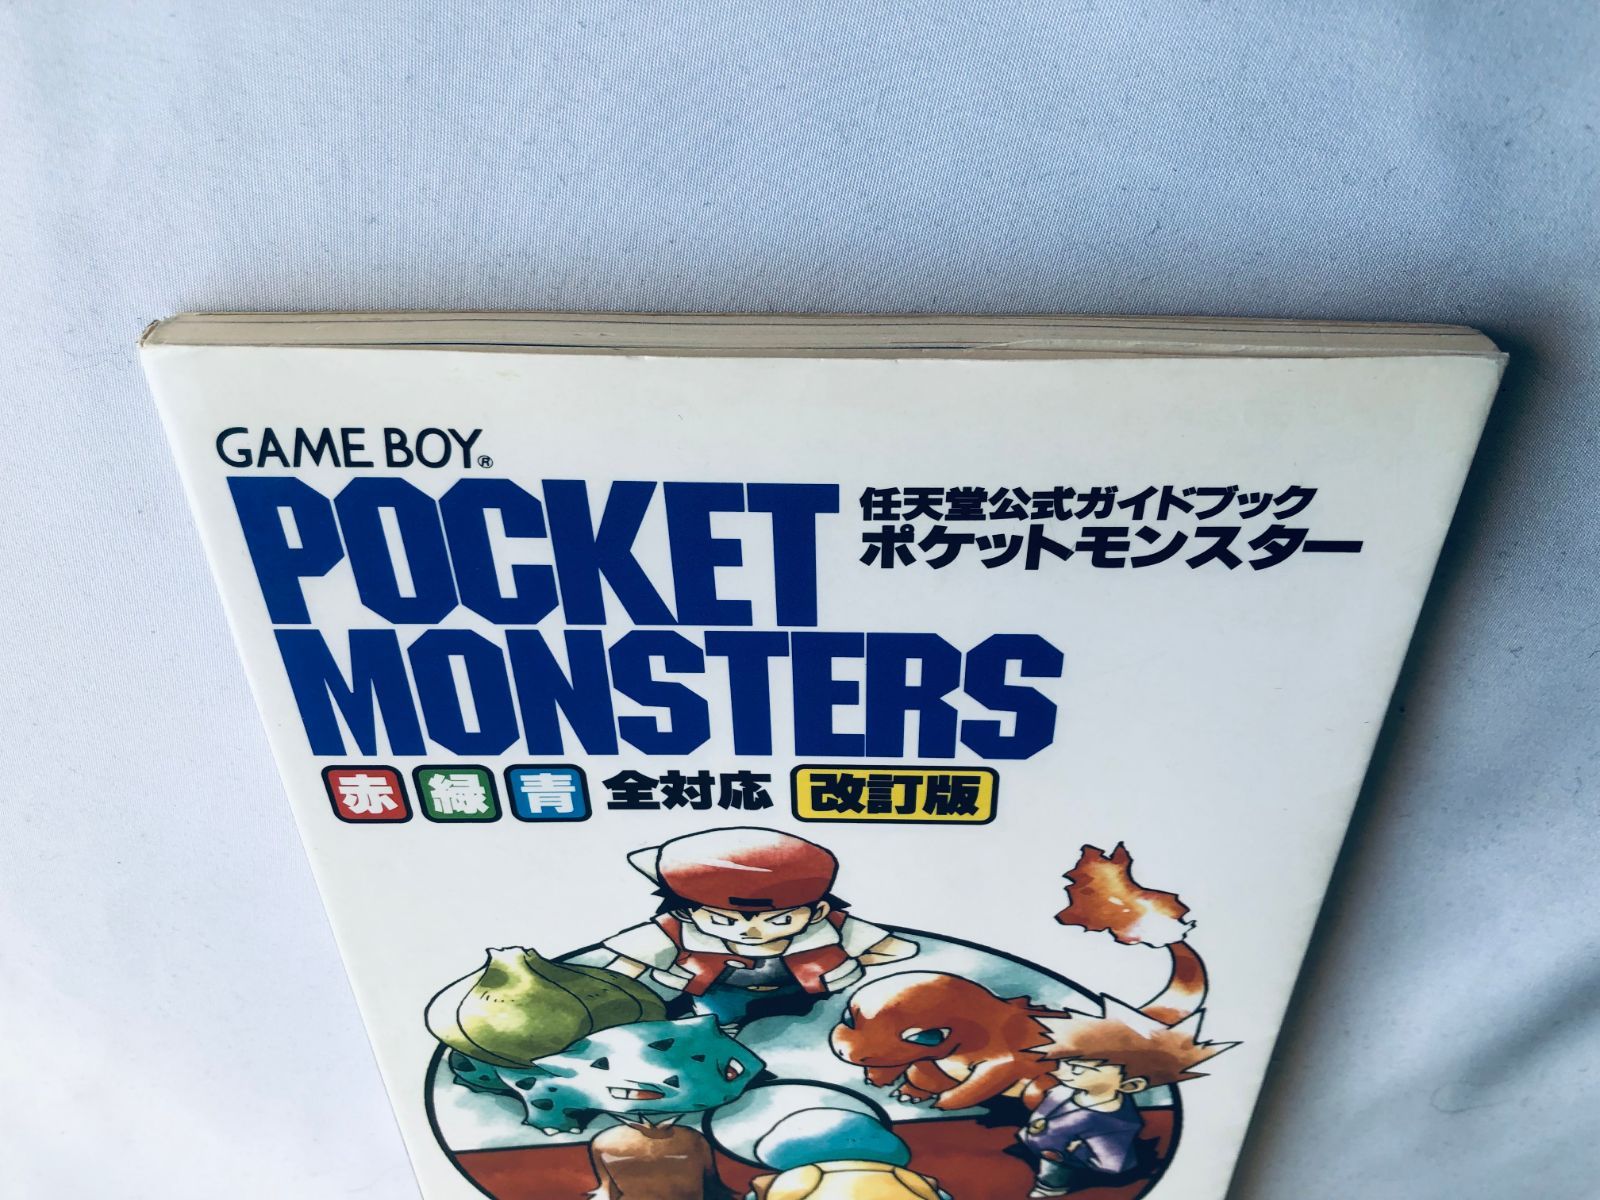 GAME BOY®
POCKET
MONSTERS
任天堂公式ガイドブック
ポケットモンスター
赤 緑 青 全対応 改訂版